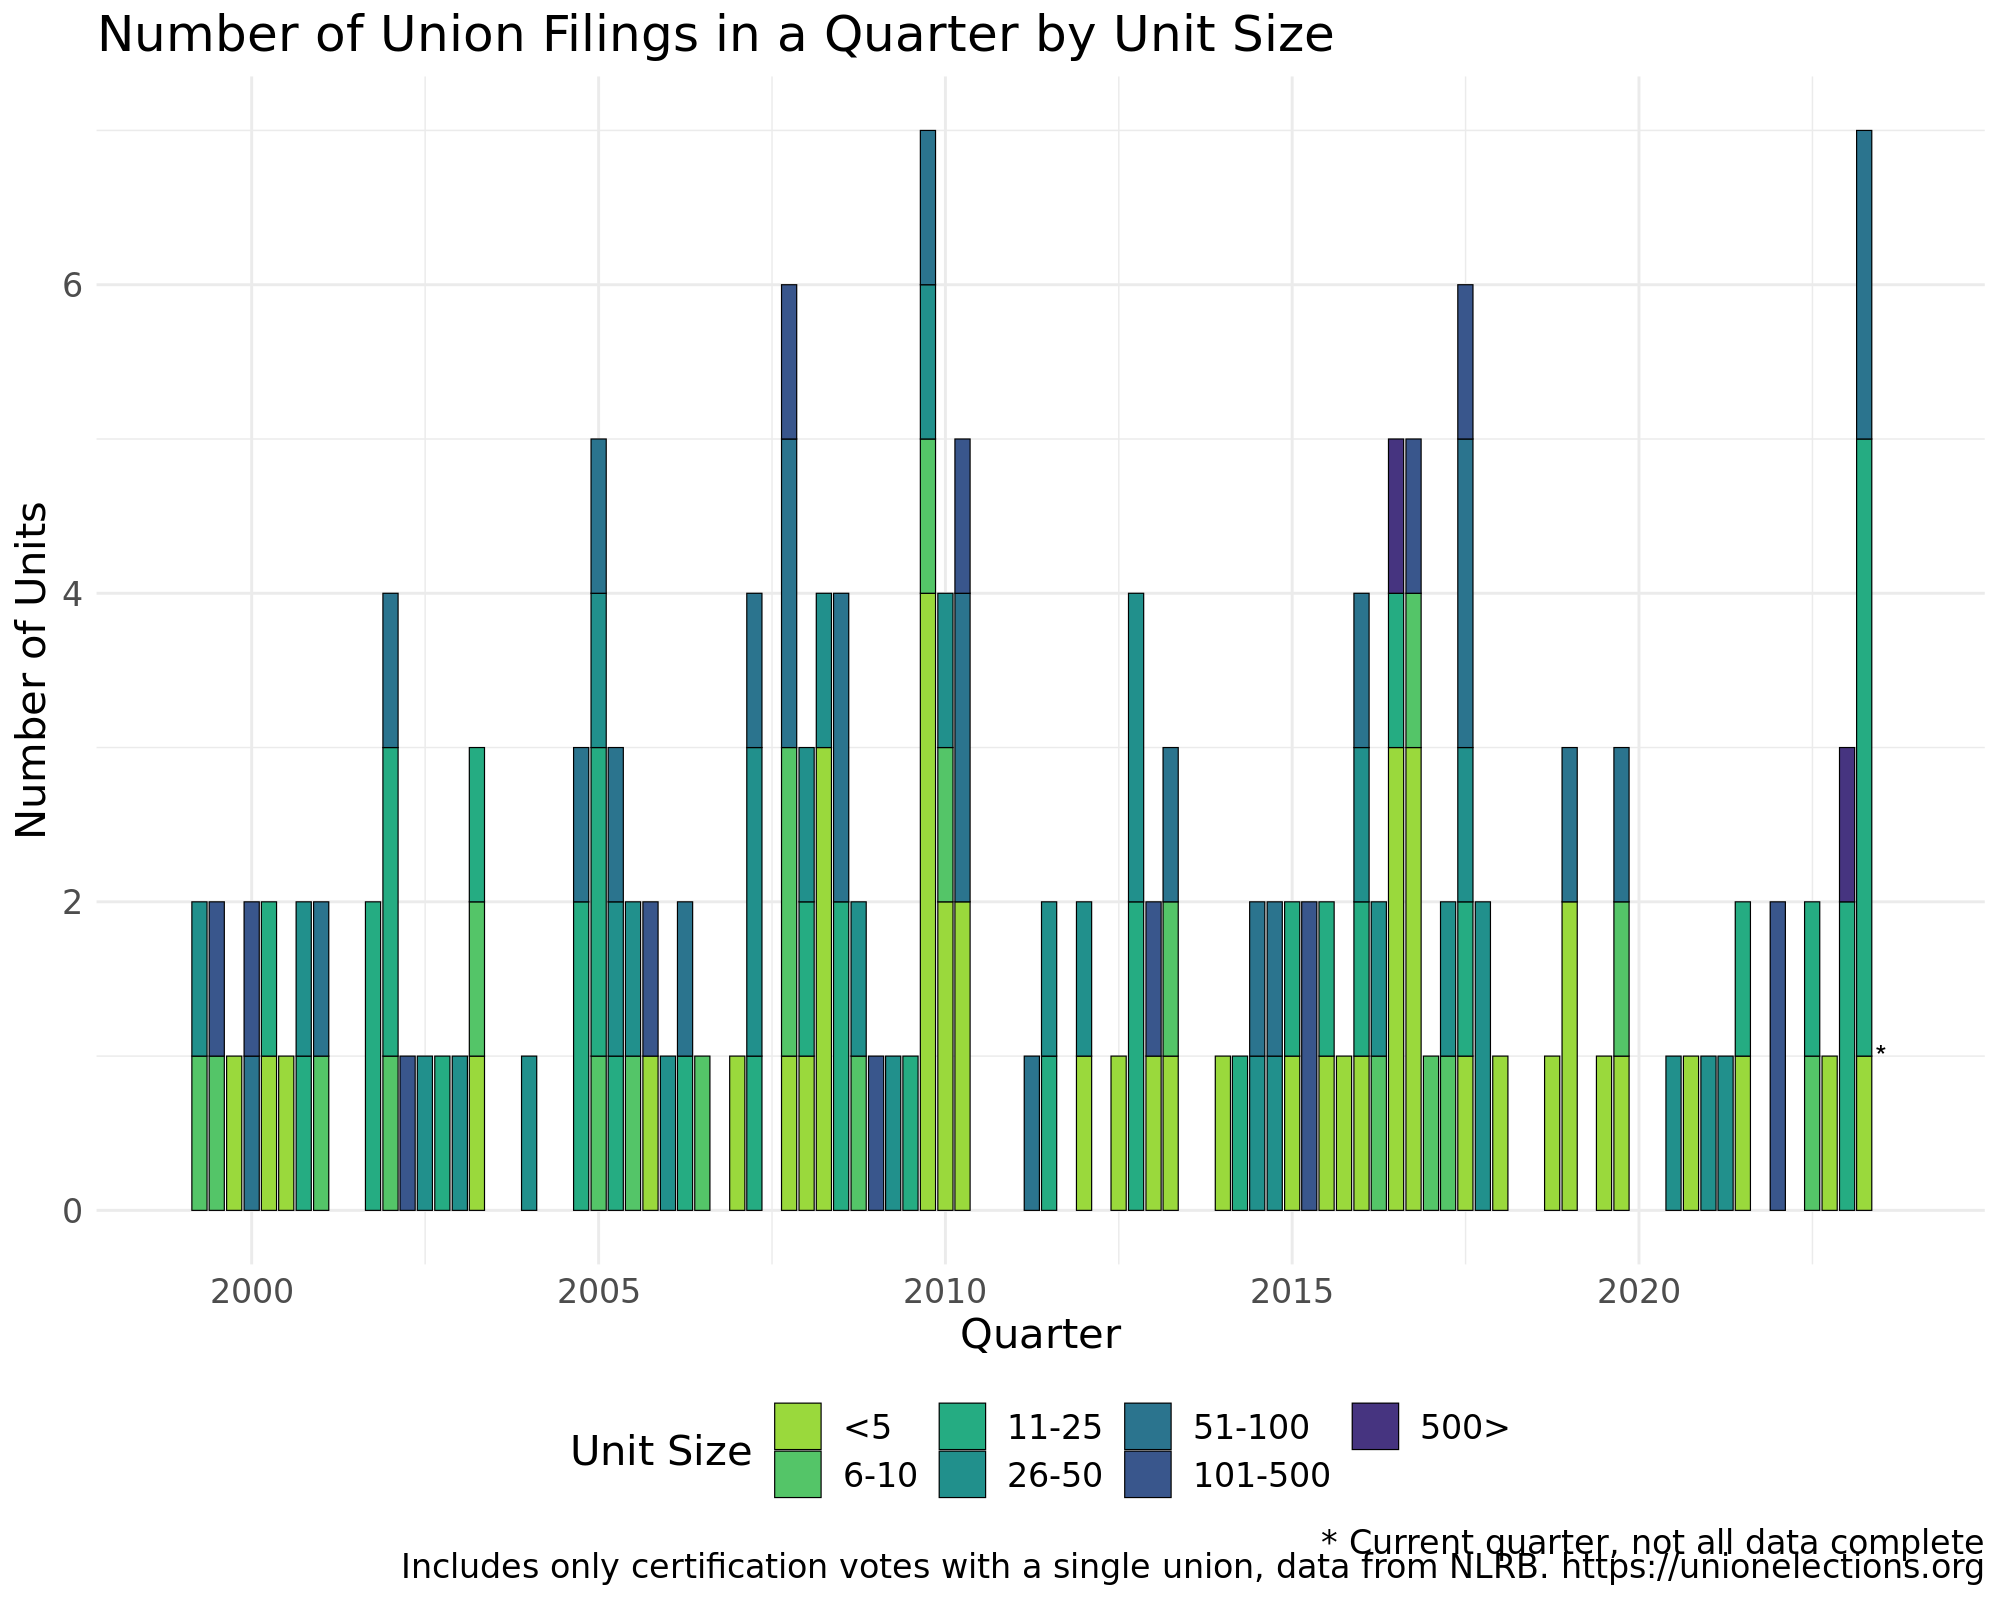 Number of Union Filings in a Quarter by Unit Size
Number of Units
6
4
2
0
*
2000 2005 2010 2015 2020
Quarter
Unit Size
<5 11-25 51-100 500>
6-10 26-50 101-500
* Current quarter, not all data complete
Includes only certification votes with a single union, data from NLRB. https://unionelections.org